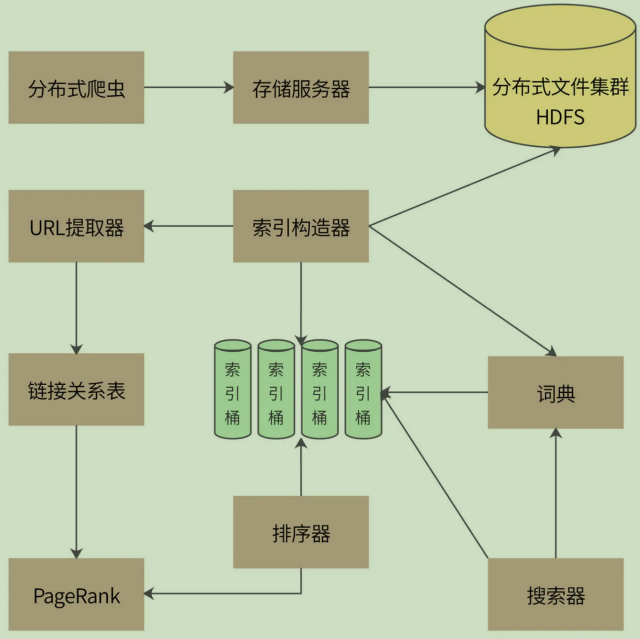 分布式爬虫
存储服务器
分布式文件集群
HDFS
URL提取器
索引构造器
链接关系表
索引桶
索引桶
索引桶
索引桶
词典
排序器
PageRank
搜索器